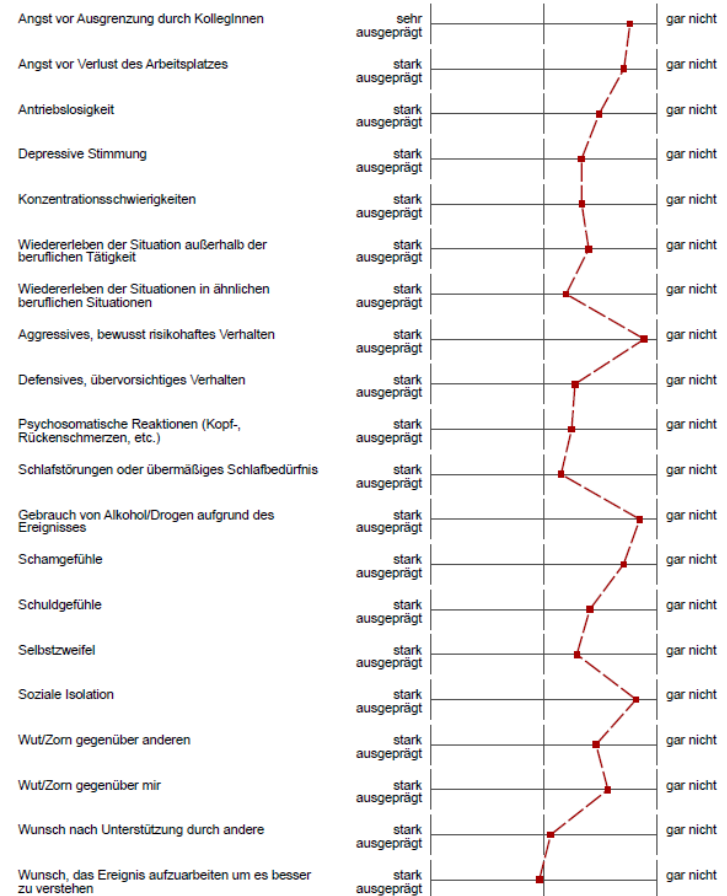 Angst vor Ausgrenzung durch KollegInnen sehr ausgeprägt gar nicht
Angst vor Verlust des Arbeitsplatzes stark ausgeprägt gar nicht
Antriebslosigkeit stark ausgeprägt gar nicht
Depressive Stimmung stark ausgeprägt gar nicht
Konzentrationsschwierigkeiten stark ausgeprägt gar nicht
Wiedererleben der Situation außerhalb der
beruflichen Tätigkeit stark ausgeprägt gar nicht
Wiedererleben der Situationen in ähnlichen
beruflichen Situationen stark ausgeprägt gar nicht
Aggressives, bewusst risikohaftes Verhalten stark ausgeprägt gar nicht
Defensives, übervorsichtiges Verhalten stark ausgeprägt gar nicht
Psychosomatische Reaktionen (Kopf-,
Rückenschmerzen, etc.) stark ausgeprägt gar nicht
Schlafstörungen oder übermäßiges Schlafbedürfnis stark ausgeprägt gar nicht
Gebrauch von Alkohol/Drogen aufgrund des
Ereignisses stark ausgeprägt gar nicht
Schamgefühle stark ausgeprägt gar nicht
Schuldgefühle stark ausgeprägt gar nicht
Selbstzweifel stark ausgeprägt gar nicht
Soziale Isolation stark ausgeprägt gar nicht
Wut/Zorn gegenüber anderen stark ausgeprägt gar nicht
Wut/Zorn gegenüber mir stark ausgeprägt gar nicht
Wunsch nach Unterstützung durch andere stark ausgeprägt gar nicht
Wunsch, das Ereignis aufzuarbeiten um es besser
zu verstehen stark ausgeprägt gar nicht